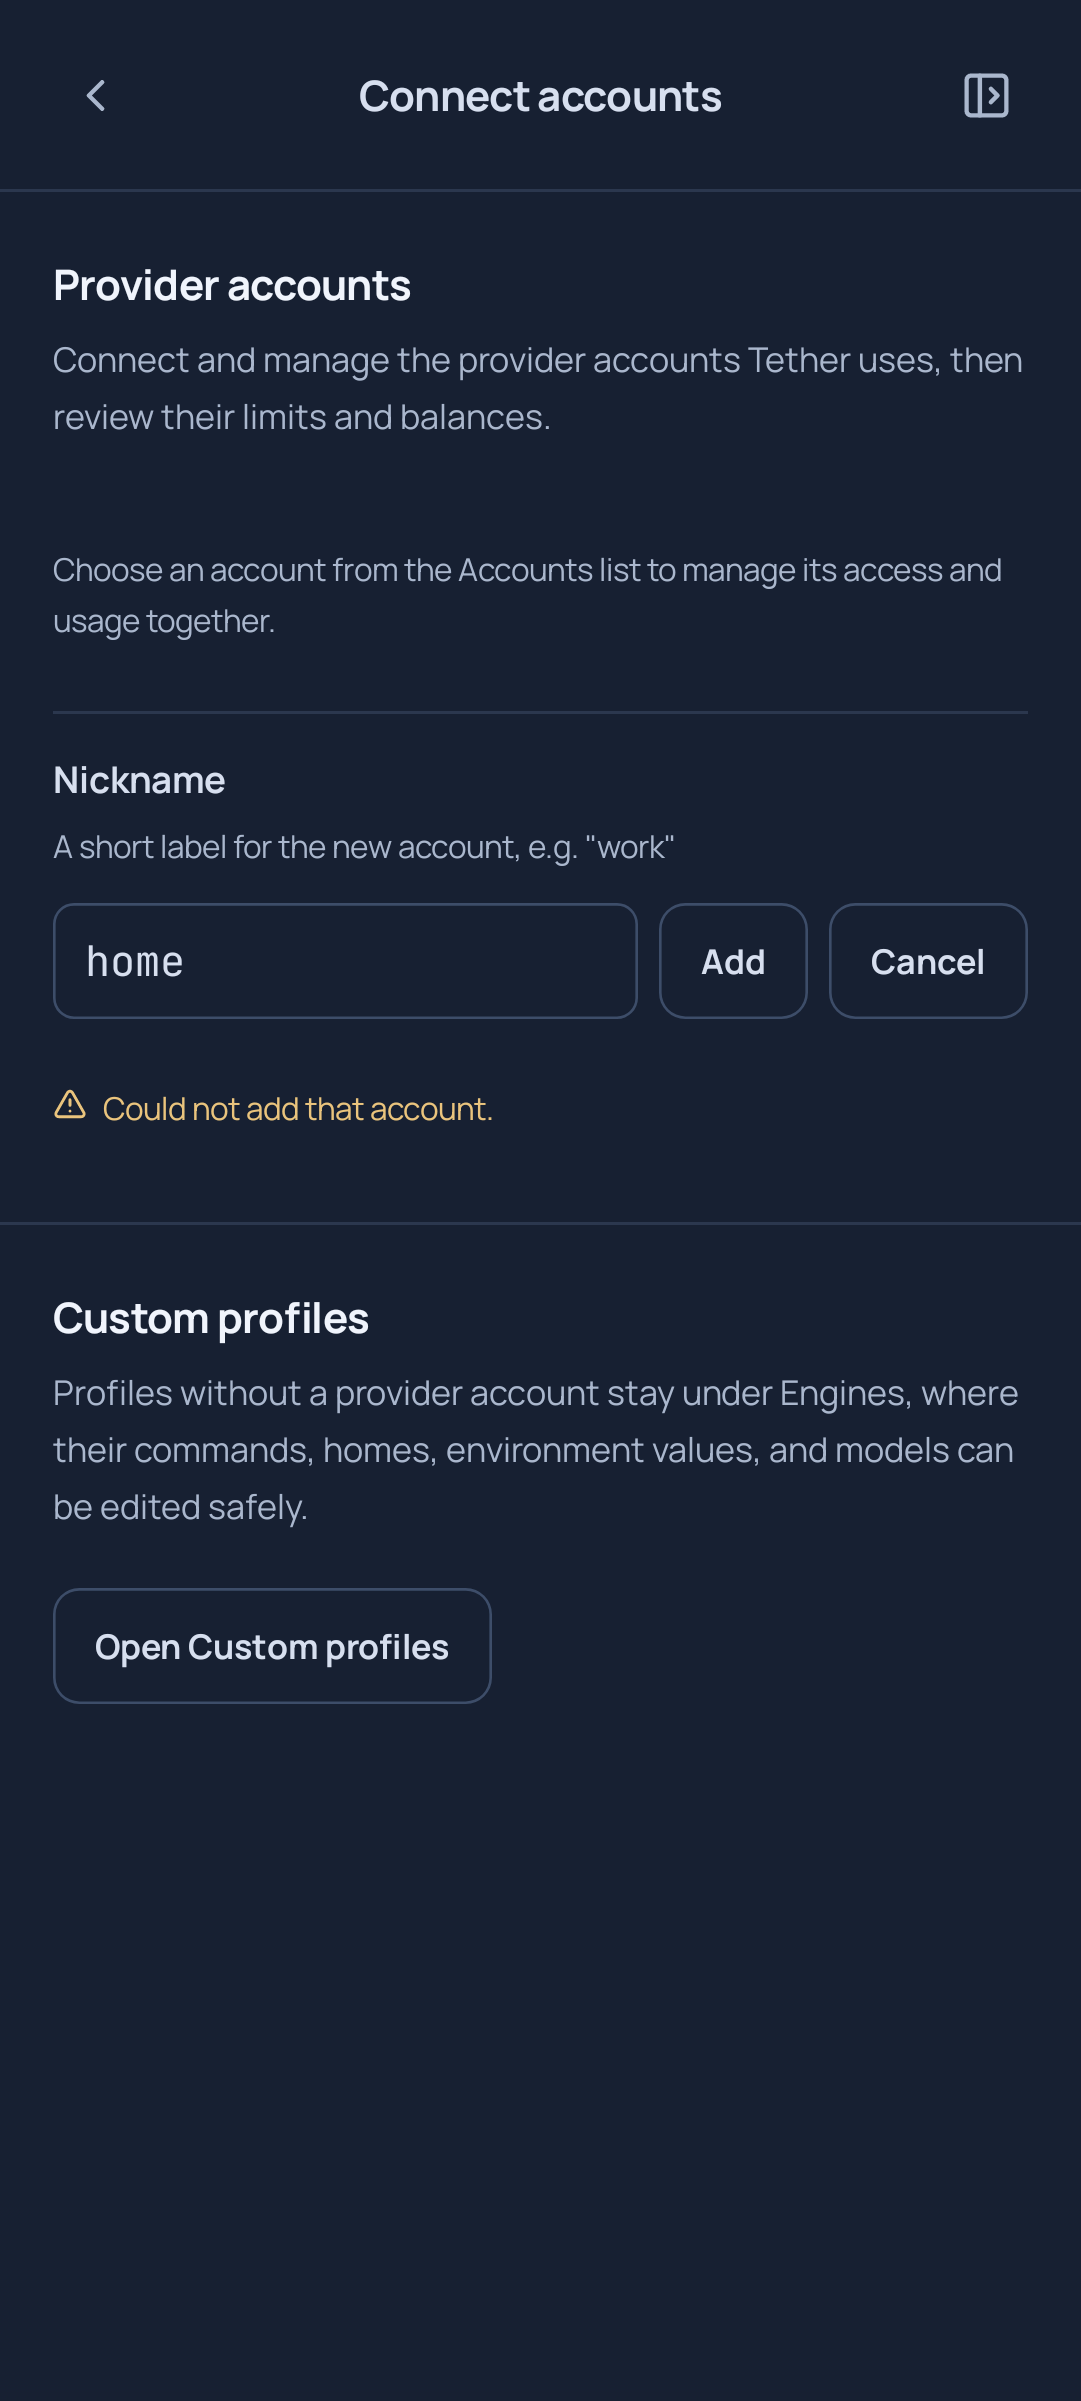 Connect accounts
Provider accounts
Connect and manage the provider accounts Tether uses, then
review their limits and balances.
Choose an account from the Accounts list to manage its access and
usage together.
Nickname
A short label for the new account, e.g. "work"
home
Add
Cancel
Could not add that account.
Custom profiles
Profiles without a provider account stay under Engines, where
their commands, homes, environment values, and models can
be edited safely.
Open Custom profiles